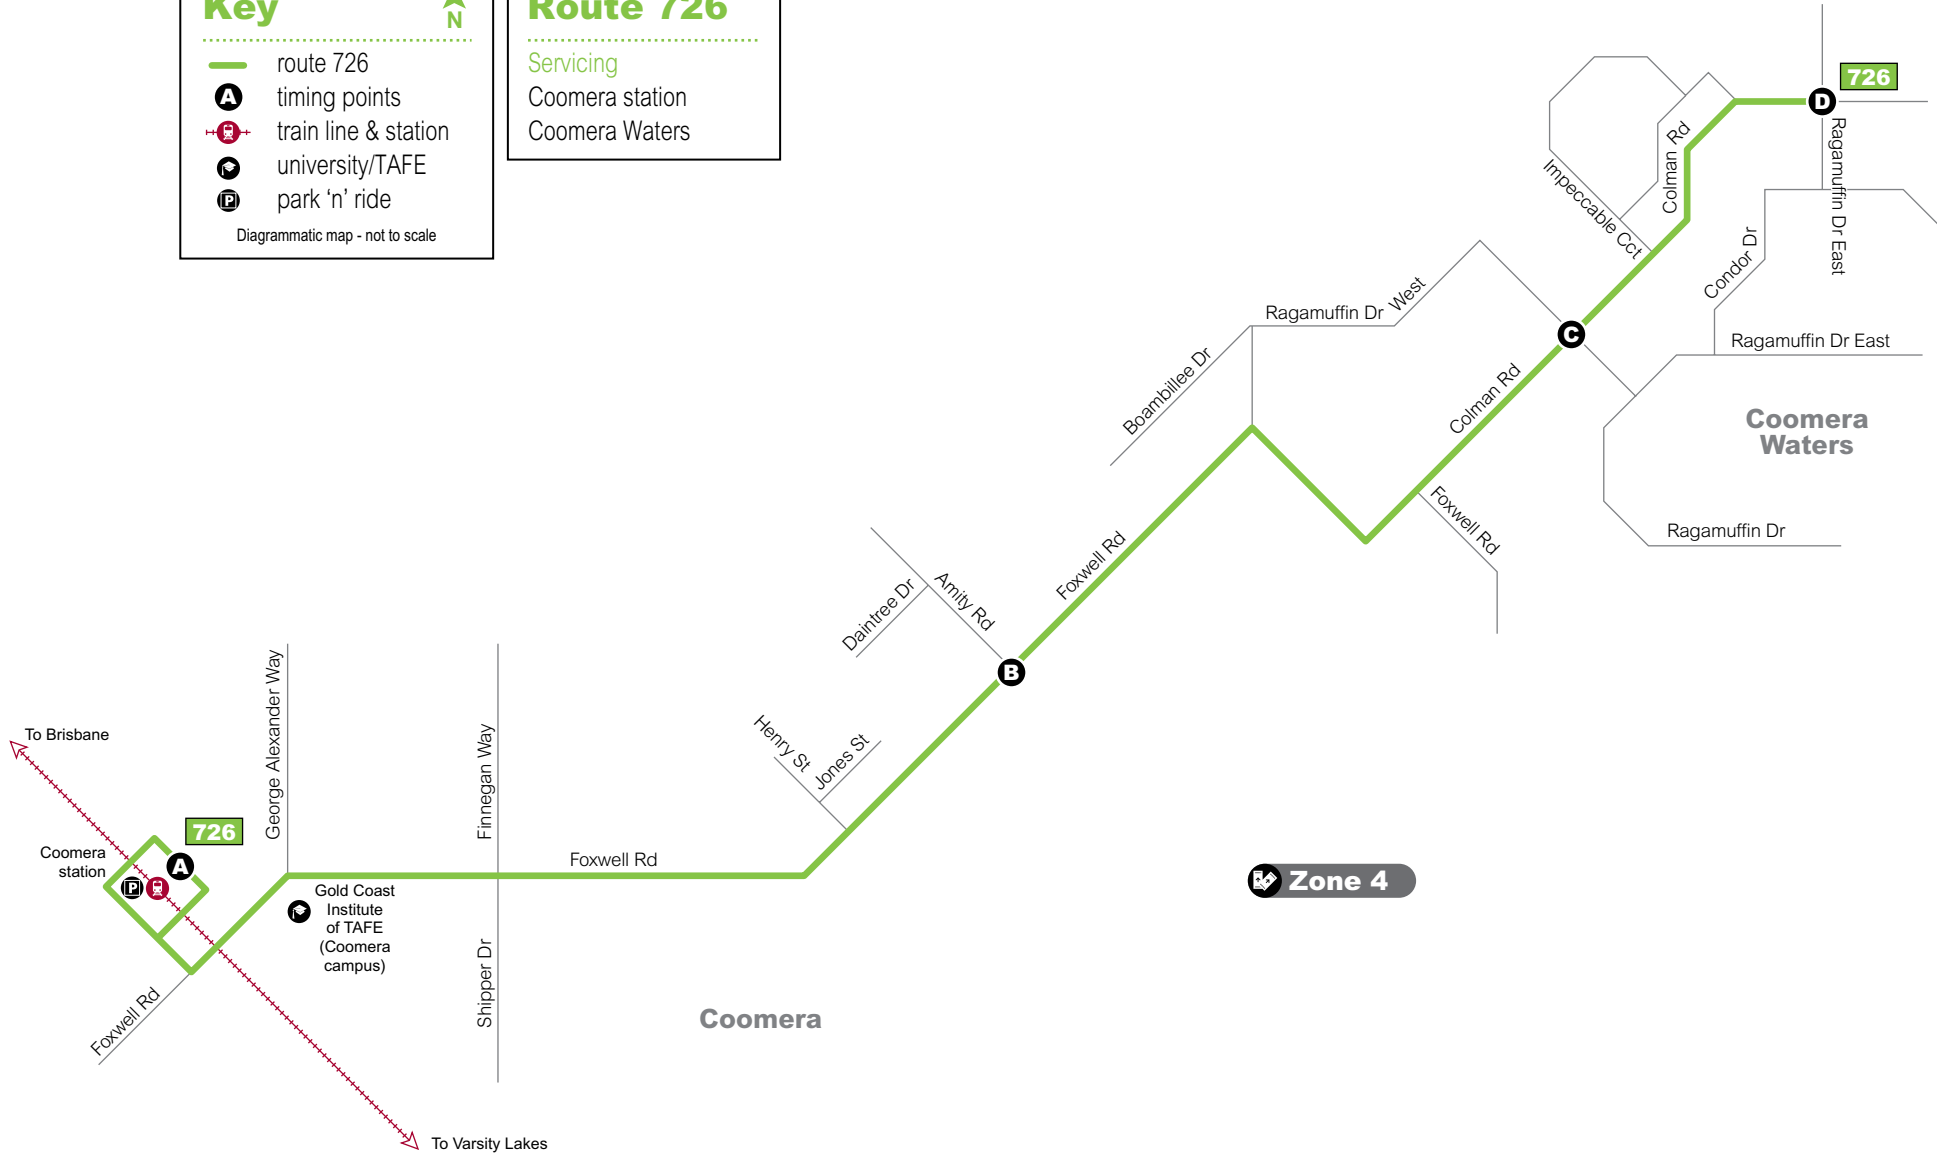 Key
N
route 726
A
timing points
train line & station
university/TAFE
P
park 'n' ride
Diagrammatic map - not to scale
Route 726
Servicing
Coomera station
Coomera Waters
726
D
Ragamuffin Dr East
Colman Rd
Impeccable Cct
Condor Dr
Ragamuffin Dr West
C
Ragamuffin Dr East
Boambillee Dr
Colman Rd
Coomera
Waters
Foxwell Rd
Ragamuffin Dr
Foxwell Rd
Amity Rd
Daintree Dr
B
George Alexander Way
Finnegan Way
Henry St
Jones St
To Brisbane
726
Coomera
station
A
P
Foxwell Rd
Gold Coast
Institute
of TAFE
(Coomera
campus)
Zone 4
Shipper Dr
Foxwell Rd
Coomera
To Varsity Lakes